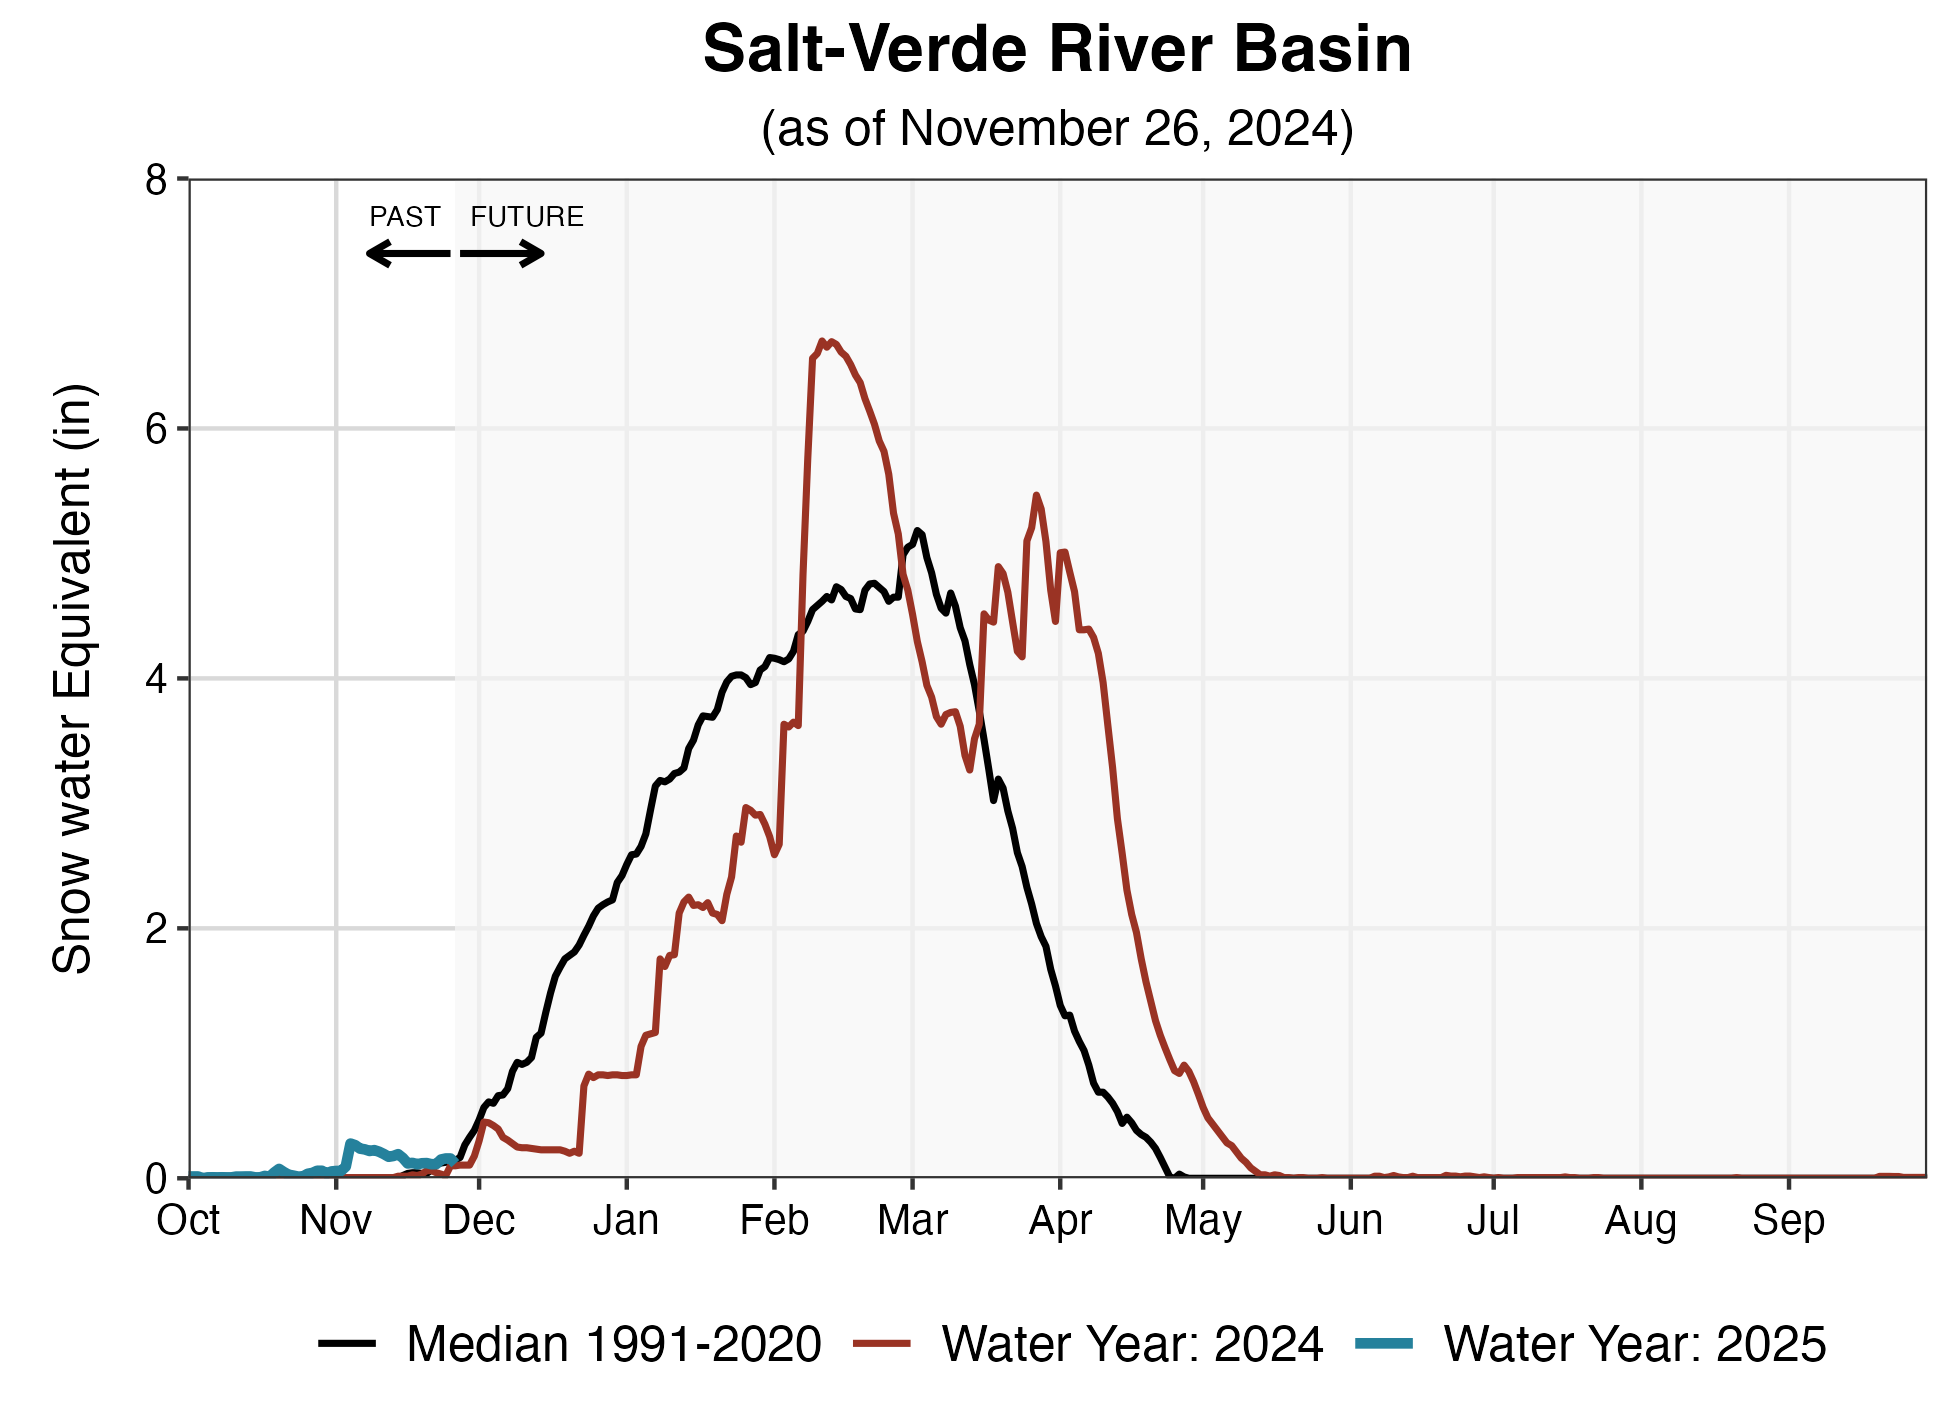 Salt-Verde River Basin
(as of November 26, 2024)
PAST FUTURE
Snow water Equivalent (in)
8
6
4
2
0
Oct Nov Dec Jan Feb Mar Apr May Jun Jul Aug Sep
Median 1991-2020 Water Year: 2024 Water Year: 2025